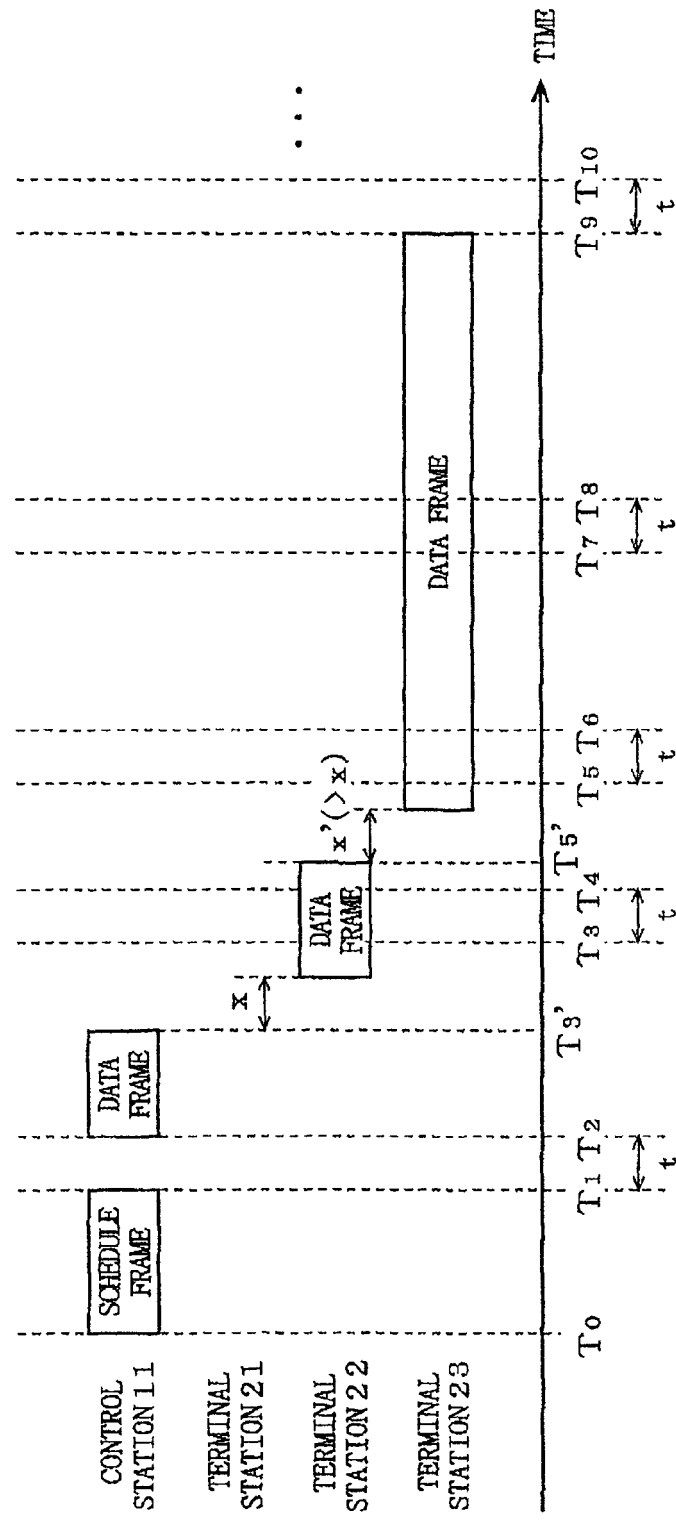 CONTROL
STATION 11
TERMINAL
STATION 21
TERMINAL
STATION 22
TERMINAL
STATION 23
SCHEDULE
FRAME
DATA
FRAME
x
DATA
FRAME
x'(>x)
DATA FRAME
...
TIME
T0 T1 T2 T3' T3 T4 T5' T5 T6 T7 T8 T9 T10
t t t t t